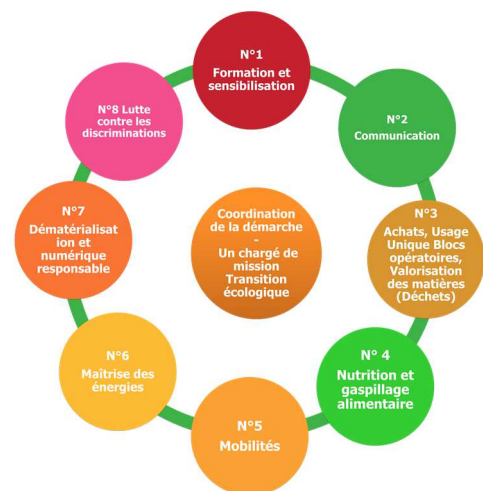 N°1
Formation et
sensibilisation
N°2
Communication
N°3
Achats, Usage
Unique Blocs
opératoires,
Valorisation
des matières
(Déchets)
N° 4
Nutrition et
gaspillage
alimentaire
N°5
Mobilités
N°6
Maîtrise des
énergies
N°7
Dématérialisat
ion et
numérique
responsable
N°8 Lutte
contre les
discriminations
Coordination
de la démarche
-
Un chargé de
mission
Transition
écologique